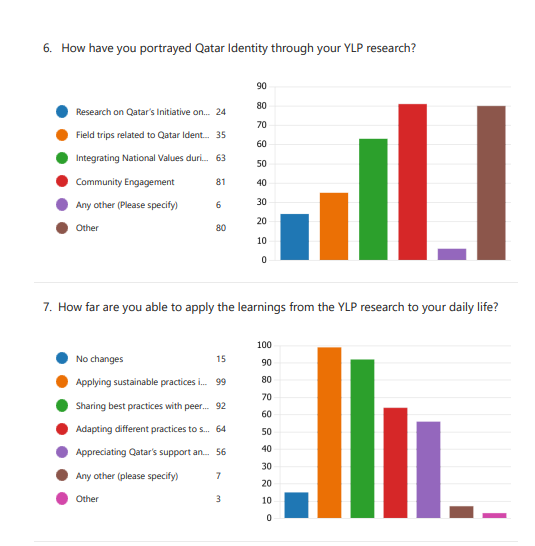 6. How have you portrayed Qatar Identity through your YLP research?
Research on Qatar's Initiative on... 24
Field trips related to Qatar Ident... 35
Integrating National Values duri... 63
Community Engagement 81
Any other (Please specify) 6
Other 80
90
80
70
60
50
40
30
20
10
0
7. How far are you able to apply the learnings from the YLP research to your daily life?
No changes 15
Applying sustainable practices i... 99
Sharing best practices with peer... 92
Adapting different practices to s... 64
Appreciating Qatar's support an... 56
Any other (please specify) 7
Other 3
100
90
80
70
60
50
40
30
20
10
0